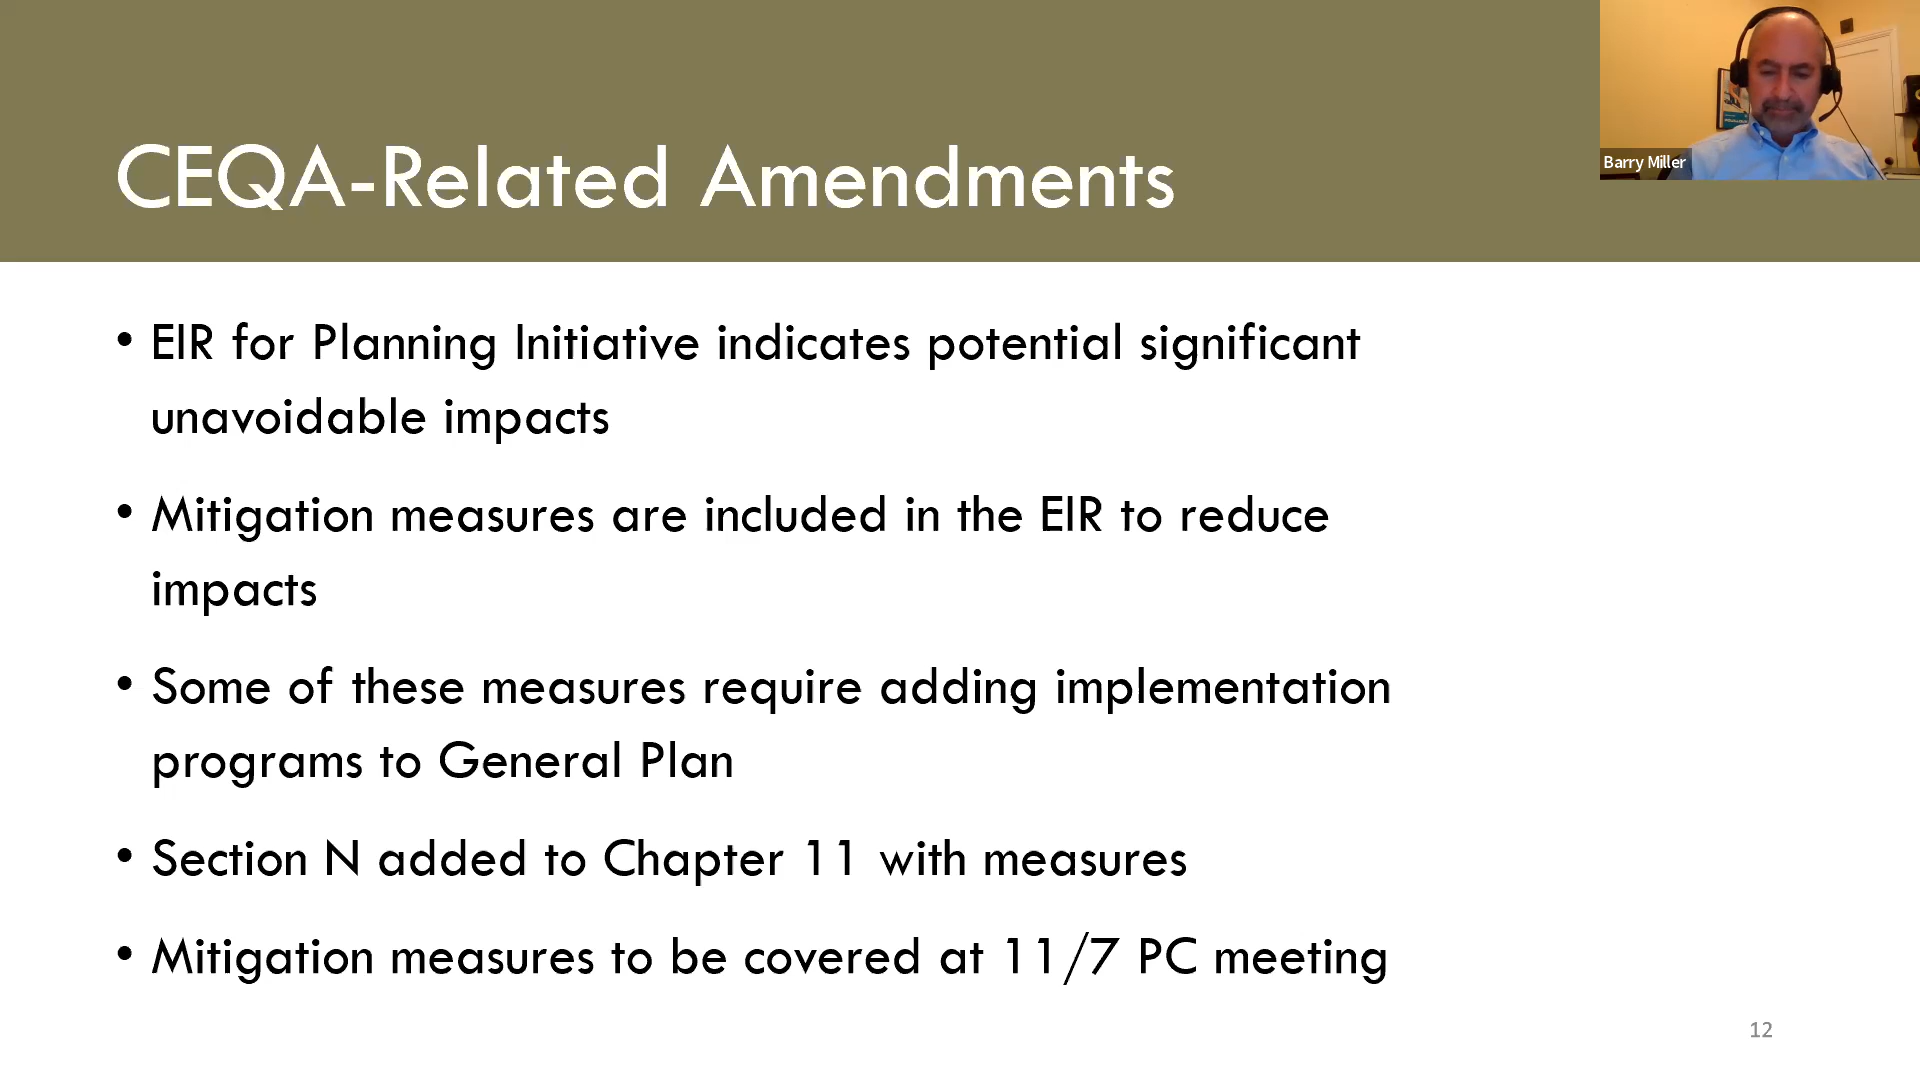 CEQA-Related Amendments
Barry Miller
• EIR for Planning Initiative indicates potential significant
unavoidable impacts
• Mitigation measures are included in the EIR to reduce
impacts
• Some of these measures require adding implementation
programs to General Plan
• Section N added to Chapter 11 with measures
• Mitigation measures to be covered at 11/7 PC meeting
12